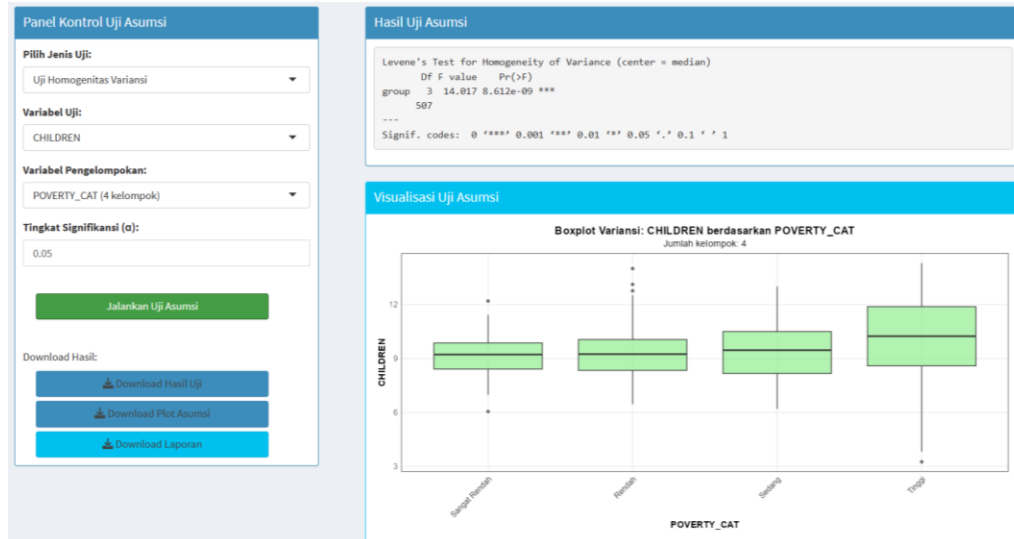 Panel Kontrol Uji Asumsi
Pilih Jenis Uji:
Uji Homogenitas Variansi
Variabel Uji:
CHILDREN
Variabel Pengelompokan:
POVERTY_CAT (4 kelompok)
Tingkat Signifikansi (α):
0.05
Jalankan Uji Asumsi
Download Hasil:
Download Hasil Uji
Download Plot Asumsi
Download Laporan
Hasil Uji Asumsi
Levene's Test for Homogeneity of Variance (center = median)
Df F value Pr(>F)
group 3 14.017 8.612e-09 ***
507
---
Signif. codes: 0 ‘***’ 0.001 ‘**’ 0.01 ‘*’ 0.05 ‘.’ 0.1 ‘ ’ 1
Visualisasi Uji Asumsi
Boxplot Variansi: CHILDREN berdasarkan POVERTY_CAT
Jumlah kelompok: 4
CHILDREN
12
9
6
3
Sangat Rendah
Rendah
Sedang
Tinggi
POVERTY_CAT